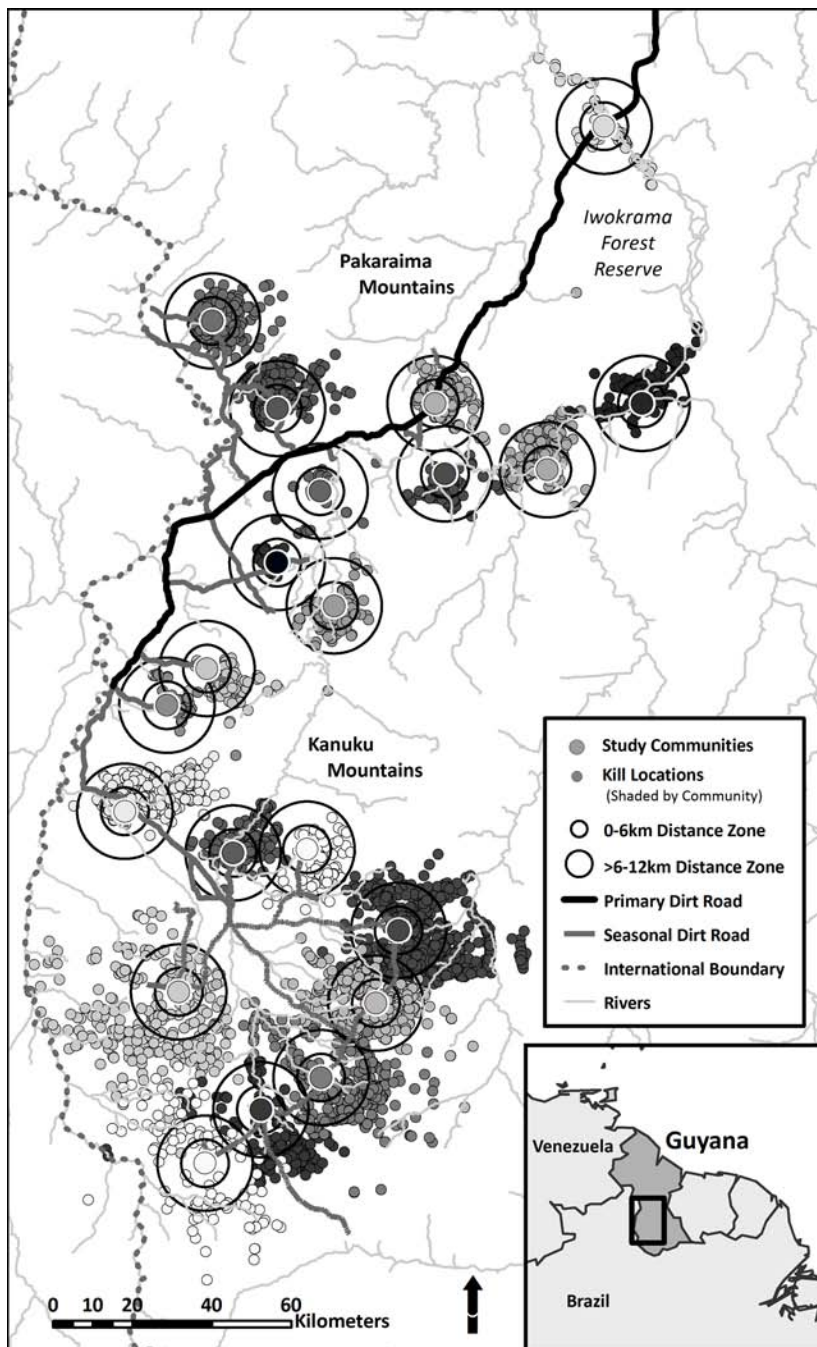 Iwokrama
Forest
Reserve
Pakaraima
Mountains
Kanuku
Mountains
Study Communities
Kill Locations
(Shaded by Community)
0-6km Distance Zone
>6-12km Distance Zone
Primary Dirt Road
Seasonal Dirt Road
International Boundary
Rivers
Venezuela
Guyana
Brazil
0 20 40 60
Kilometers